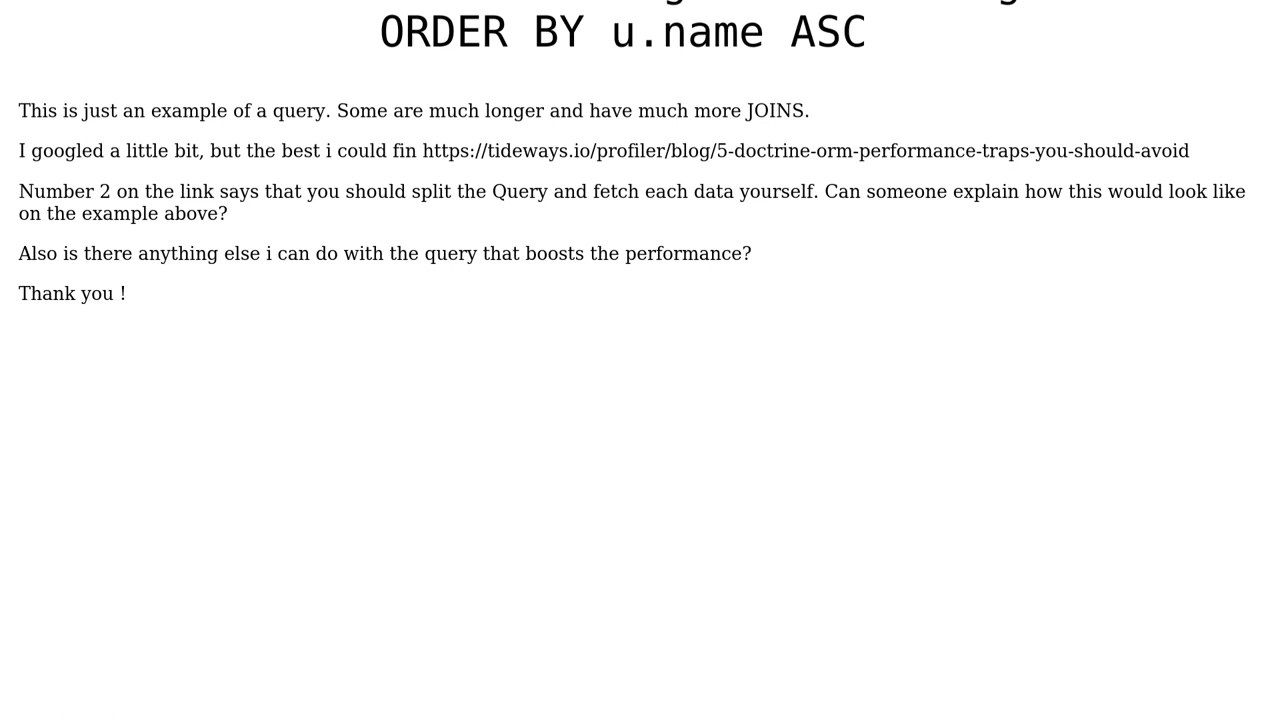 ORDER BY u.name ASC
This is just an example of a query. Some are much longer and have much more JOINS.
I googled a little bit, but the best i could fin https://tideways.io/profiler/blog/5-doctrine-orm-performance-traps-you-should-avoid
Number 2 on the link says that you should split the Query and fetch each data yourself. Can someone explain how this would look like
on the example above?
Also is there anything else i can do with the query that boosts the performance?
Thank you !